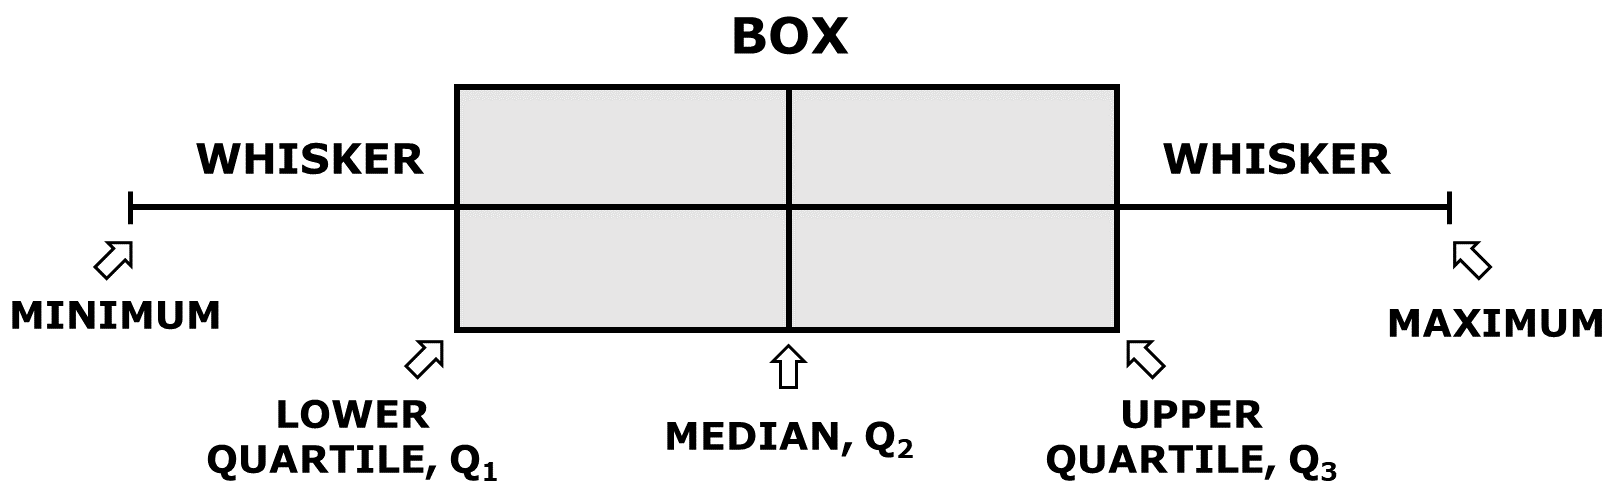 BOX
WHISKER
WHISKER
MINIMUM
MAXIMUM
LOWER
QUARTILE, Q₁
MEDIAN, Q₂
UPPER
QUARTILE, Q₃